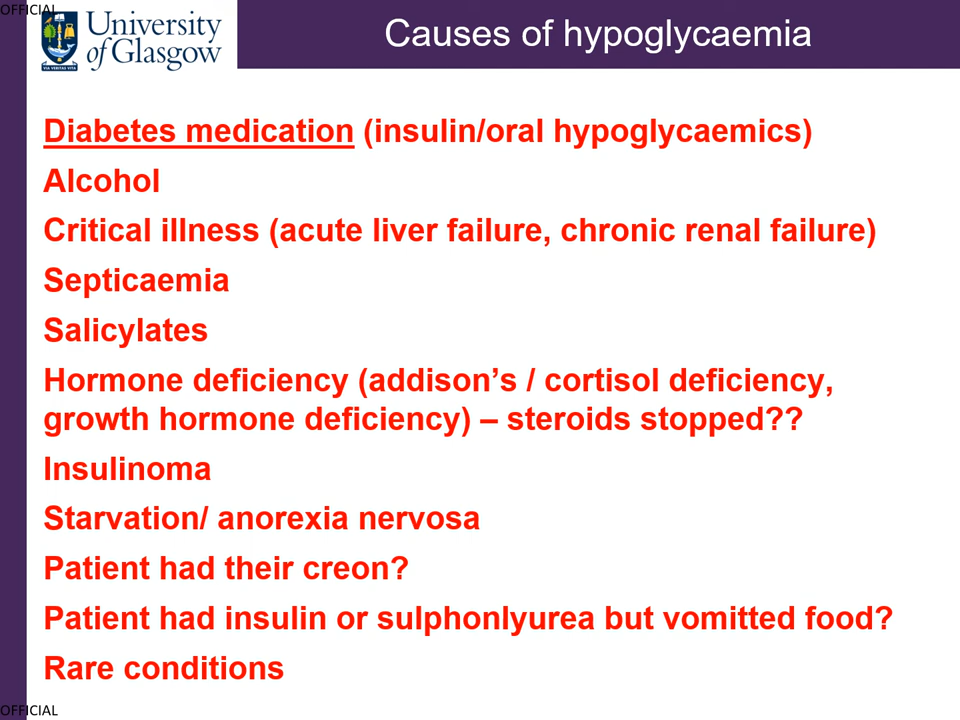 OFFICIAL
University
of Glasgow
VIA VERITAS VITA
Causes of hypoglycaemia
Diabetes medication (insulin/oral hypoglycaemics)
Alcohol
Critical illness (acute liver failure, chronic renal failure)
Septicaemia
Salicylates
Hormone deficiency (addison’s / cortisol deficiency,
growth hormone deficiency) – steroids stopped??
Insulinoma
Starvation/ anorexia nervosa
Patient had their creon?
Patient had insulin or sulphonlyurea but vomitted food?
Rare conditions
OFFICIAL